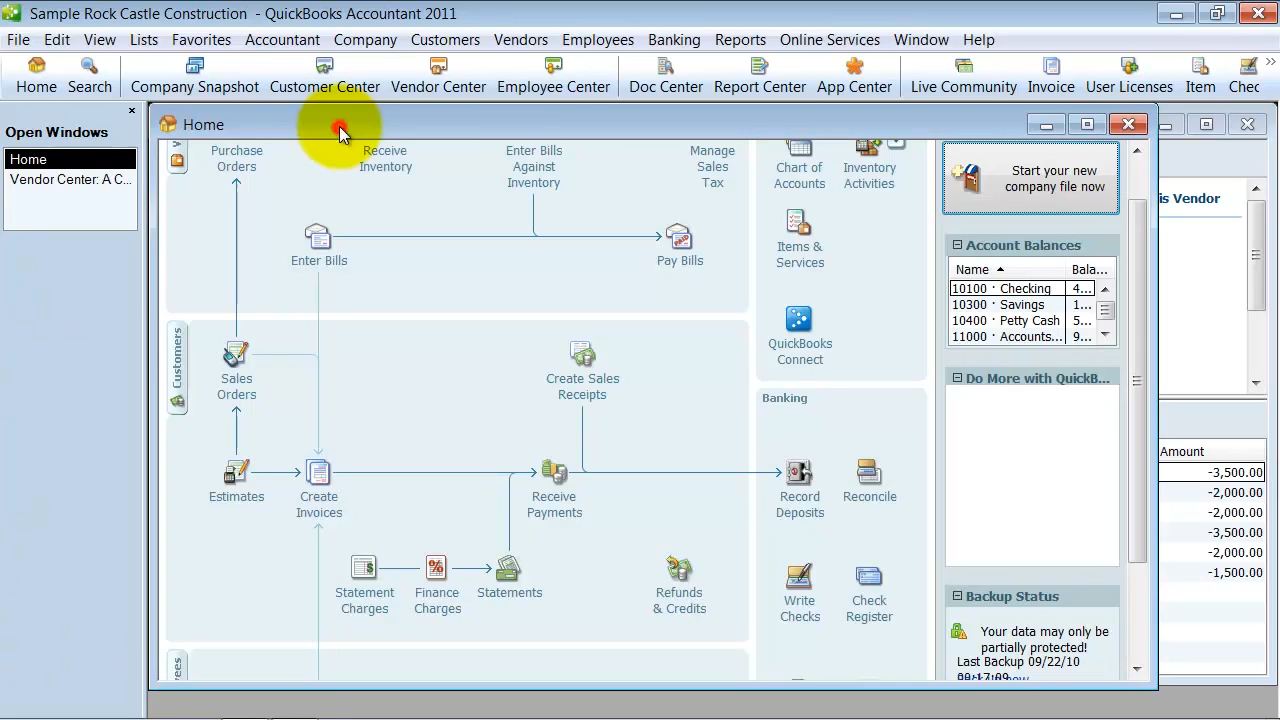 Sample Rock Castle Construction - QuickBooks Accountant 2011
File Edit View Lists Favorites Accountant Company Customers Vendors Employees Banking Reports Online Services Window Help
Home Search Company Snapshot Customer Center Vendor Center Employee Center Doc Center Report Center App Center Live Community Invoice User Licenses Item Chec
Open Windows
Home
Vendor Center: A C...
Home
Purchase
Orders
Receive
Inventory
Enter Bills
Against
Inventory
Manage
Sales
Tax
Enter Bills
Pay Bills
Customers
Sales
Orders
Create Sales
Receipts
Estimates
Create
Invoices
Receive
Payments
Statement
Charges
Finance
Charges
Statements
Refunds
& Credits
ees
Chart of
Accounts
Inventory
Activities
Items &
Services
QuickBooks
Connect
Banking
Record
Deposits
Reconcile
Write
Checks
Check
Register
Start your new
company file now
Account Balances
Name Bala...
10100 · Checking 4...
10300 · Savings 1...
10400 · Petty Cash 5...
11000 · Accounts... 9...
Do More with QuickB...
Backup Status
Your data may only be
partially protected!
Last Backup 09/22/10
is Vendor
Amount
-3,500.00
-2,000.00
-3,500.00
-2,000.00
-1,500.00